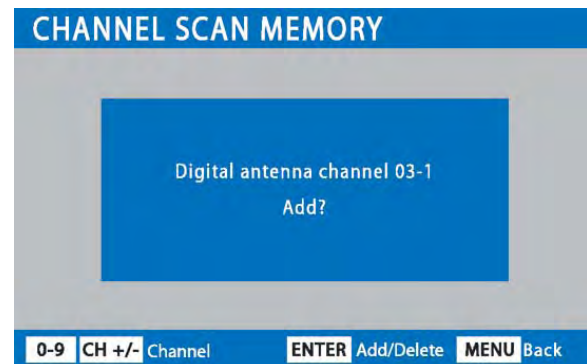 CHANNEL SCAN MEMORY
Digital antenna channel 03-1
Add?
0-9 CH +/- Channel ENTER Add/Delete MENU Back